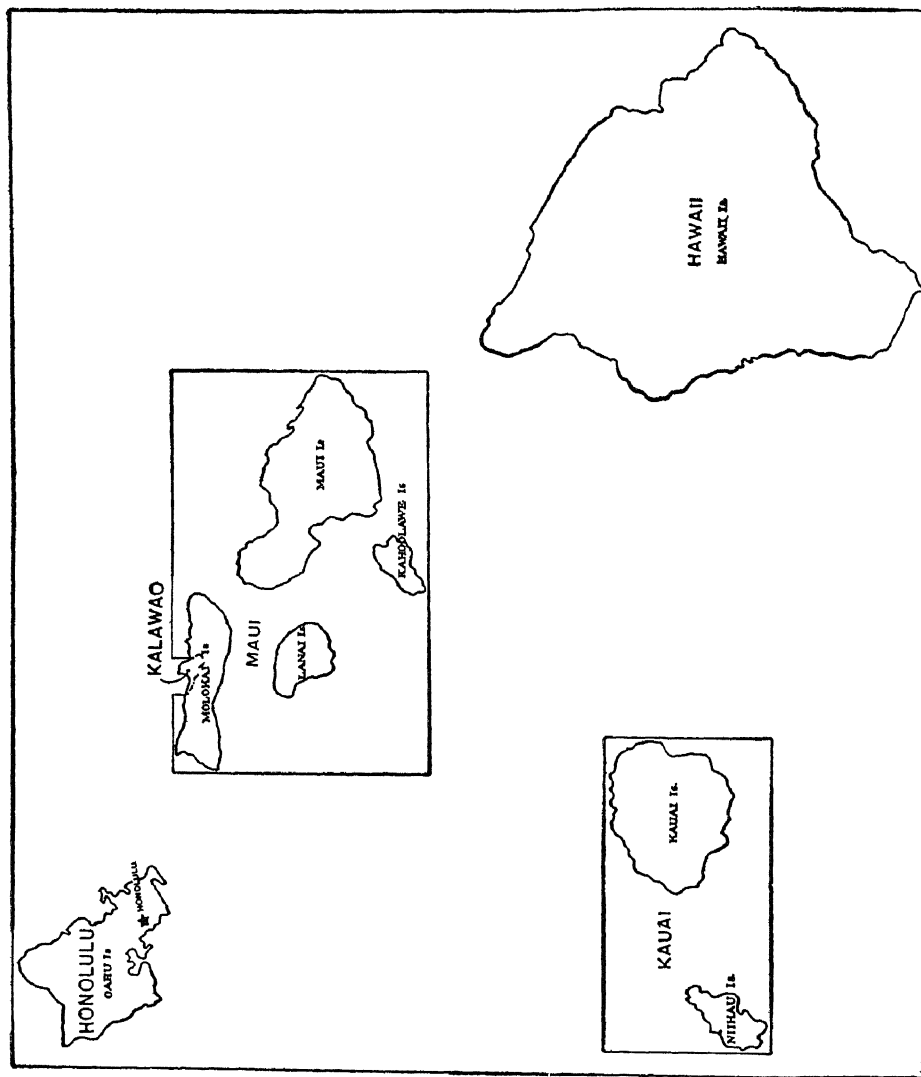 HONOLULU
OAHU Is
HONOLULU
KALAWAO
MOLOKAI Is
MAUI
LANAI Is
MAUI Is
KAHOOLAWE Is
HAWAII
HAWAII Is.
KAUAI
KAUAI Is.
NIIHAU Is.